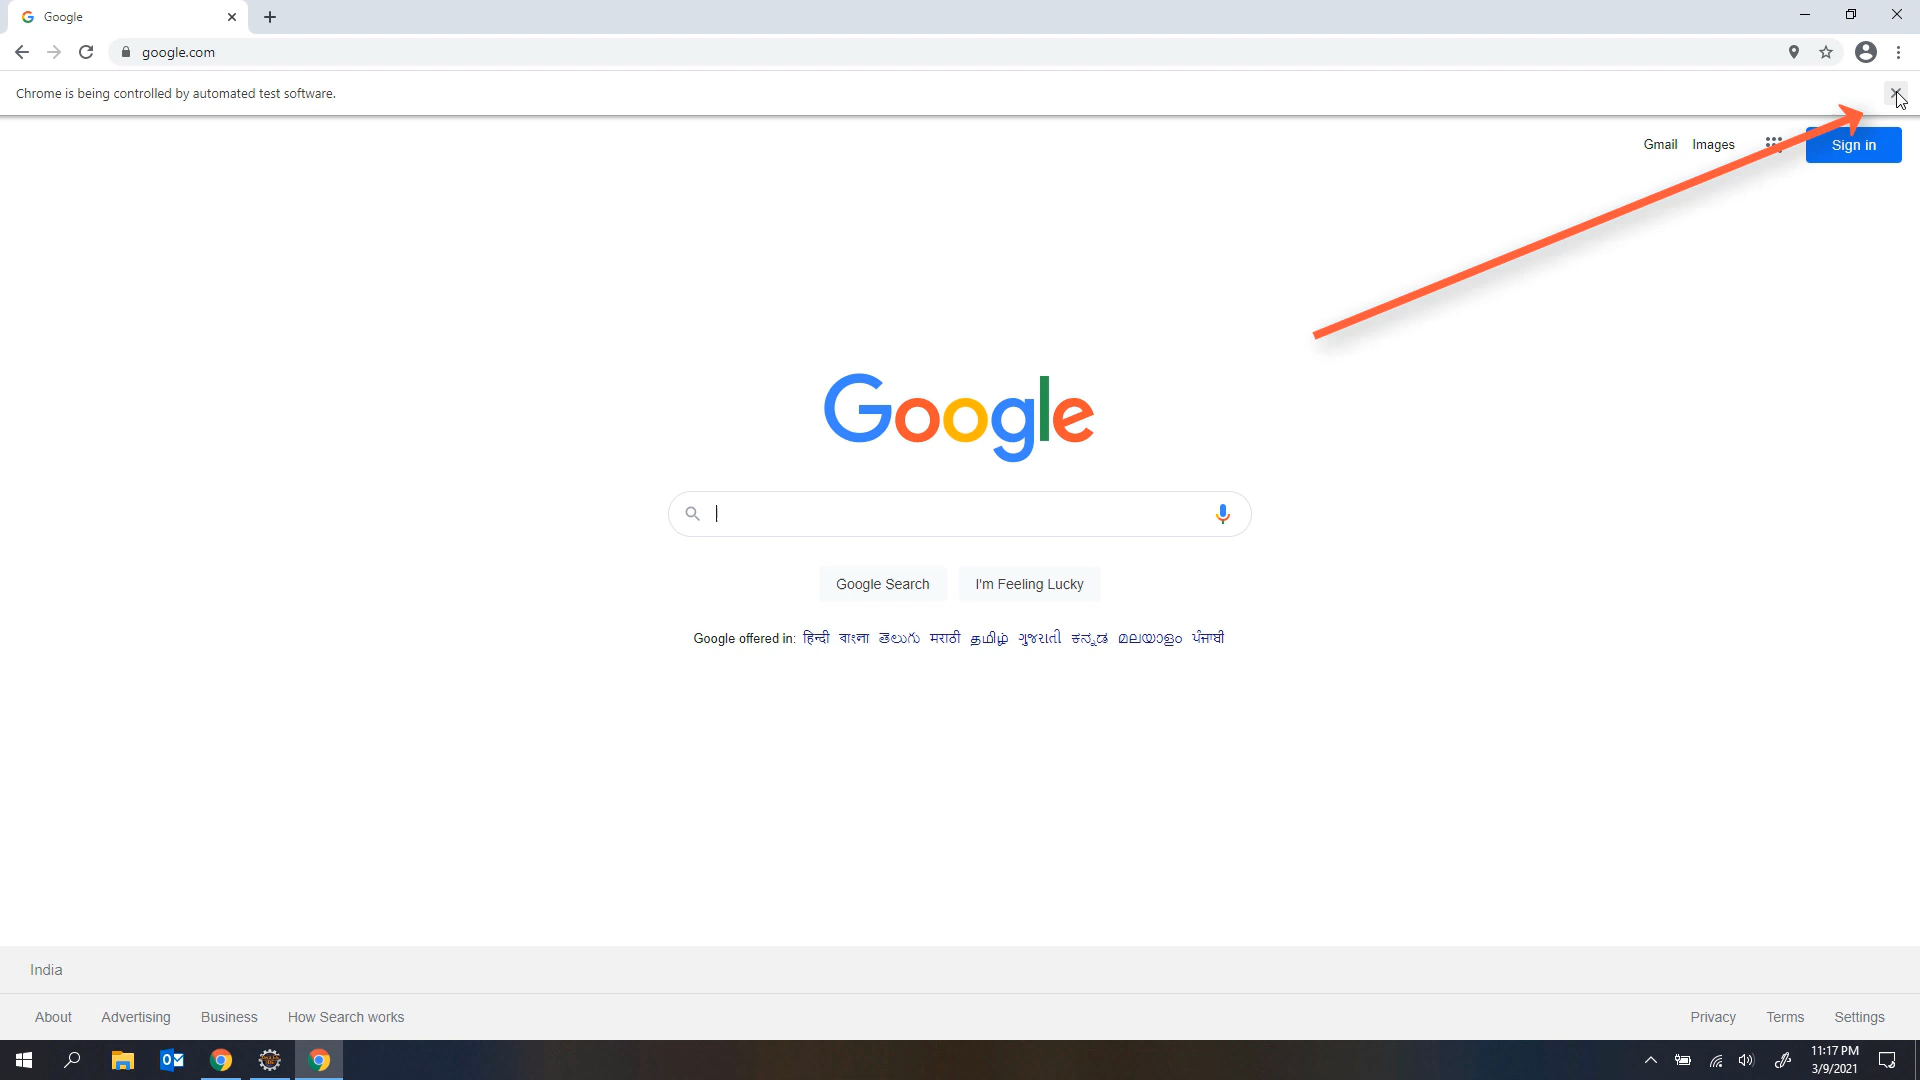 Google
google.com
Chrome is being controlled by automated test software.
Gmail Images Sign in
Google
Google Search I'm Feeling Lucky
Google offered in: हिन्दी বাংলা తెలుగు मराठी தமிழ் ગુજરાતી ಕನ್ನಡ മലയാളം ਪੰਜਾਬੀ
India
About Advertising Business How Search works Privacy Terms Settings
11:17 PM
3/9/2021